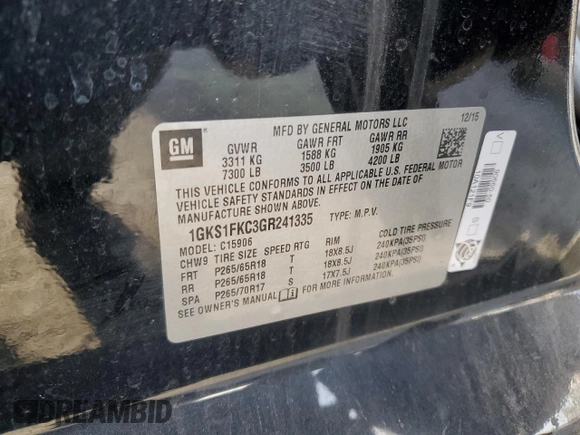 MFD BY GENERAL MOTORS LLC 12/15
GM
GVWR GAWR FRT GAWR RR
3311 KG 1588 KG 1905 KG
7300 LB 3500 LB 4200 LB
THIS VEHICLE CONFORMS TO ALL APPLICABLE U.S. FEDERAL MOTOR
VEHICLE SAFETY STANDARDS IN EFFECT ON THE DATE OF
MANUFACTURE SHOWN ABOVE.
1GKS1FKC3GR241335 TYPE: M.P.V.
MODEL: C15906
CHW9 TIRE SIZE SPEED RTG RIM COLD TIRE PRESSURE
FRT P265/65R18 T 18X8.5J 240KPA(35PSI)
RR P265/65R18 T 18X8.5J 240KPA(35PSI)
SPA P265/70R17 S 17X7.5J 240KPA(35PSI)
SEE OWNER'S MANUAL FOR MORE INFORMATION.
DREAMBID